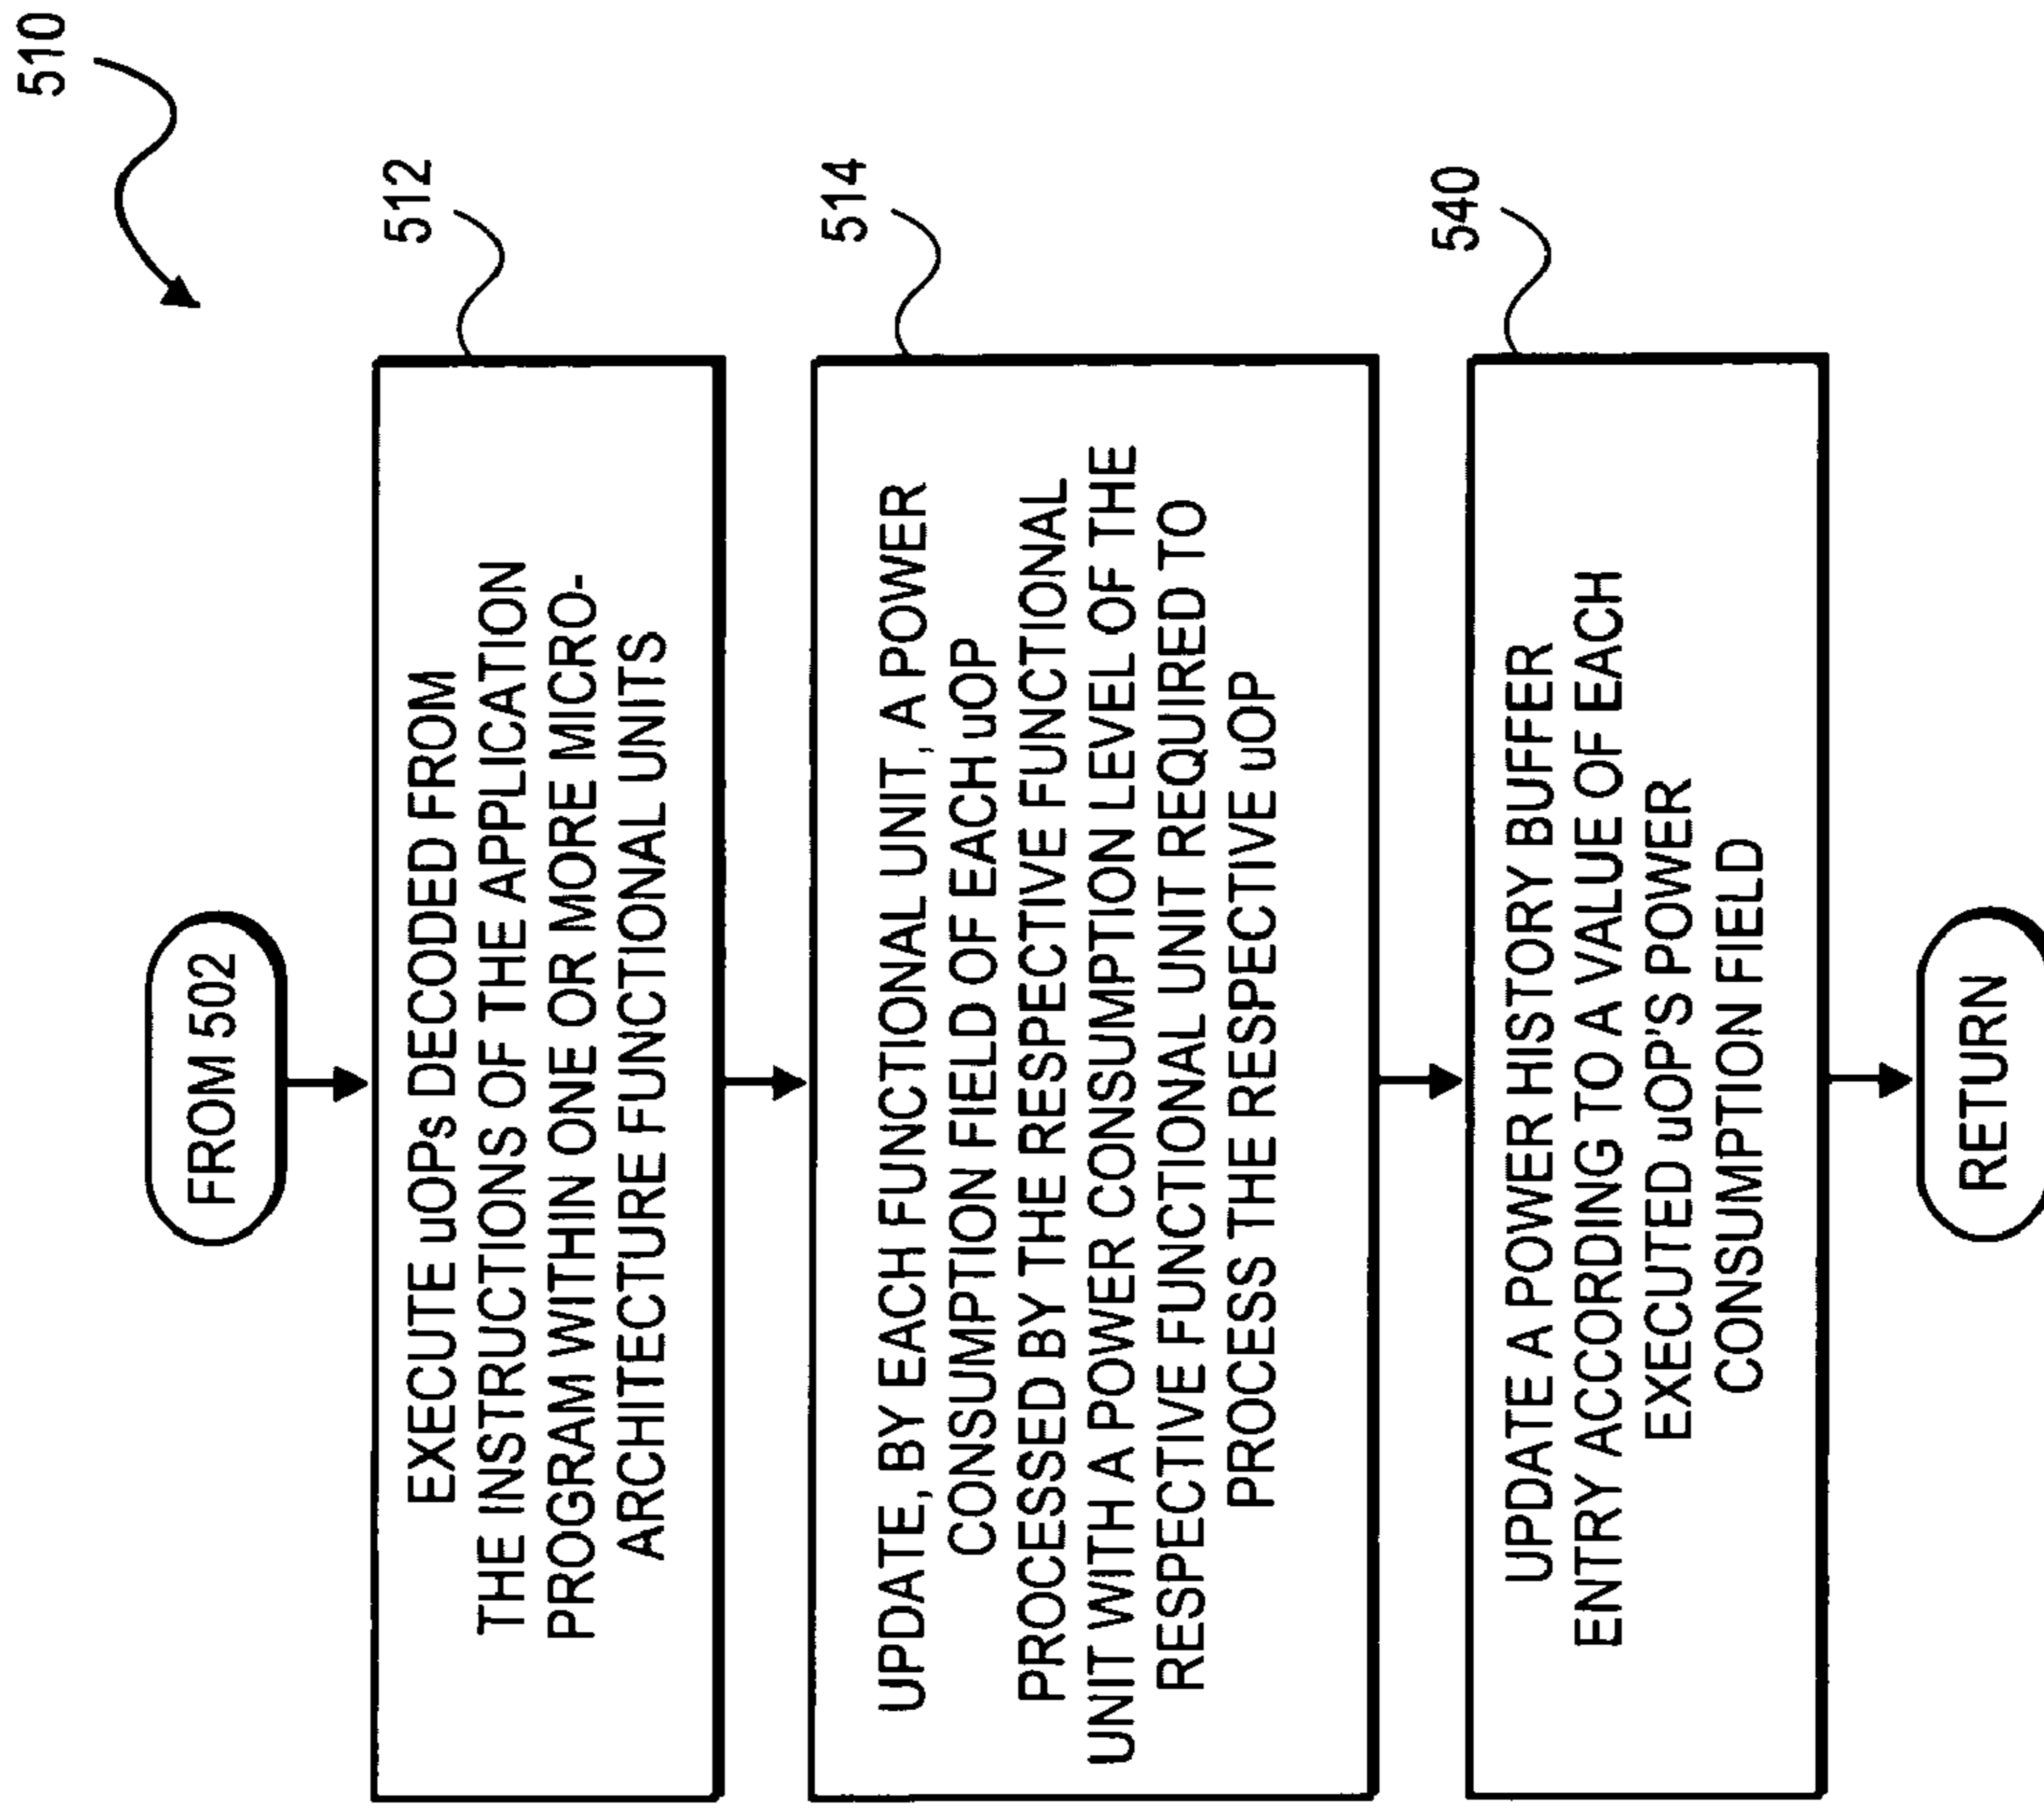 510
FROM 502
512
EXECUTE uOPs DECODED FROM
THE INSTRUCTIONS OF THE APPLICATION
PROGRAM WITHIN ONE OR MORE MICRO-
ARCHITECTURE FUNCTIONAL UNITS
514
UPDATE, BY EACH FUNCTIONAL UNIT, A POWER
CONSUMPTION FIELD OF EACH uOP
PROCESSED BY THE RESPECTIVE FUNCTIONAL
UNIT WITH A POWER CONSUMPTION LEVEL OF THE
RESPECTIVE FUNCTIONAL UNIT REQUIRED TO
PROCESS THE RESPECTIVE uOP
540
UPDATE A POWER HISTORY BUFFER
ENTRY ACCORDING TO A VALUE OF EACH
EXECUTED uOP'S POWER
CONSUMPTION FIELD
RETURN